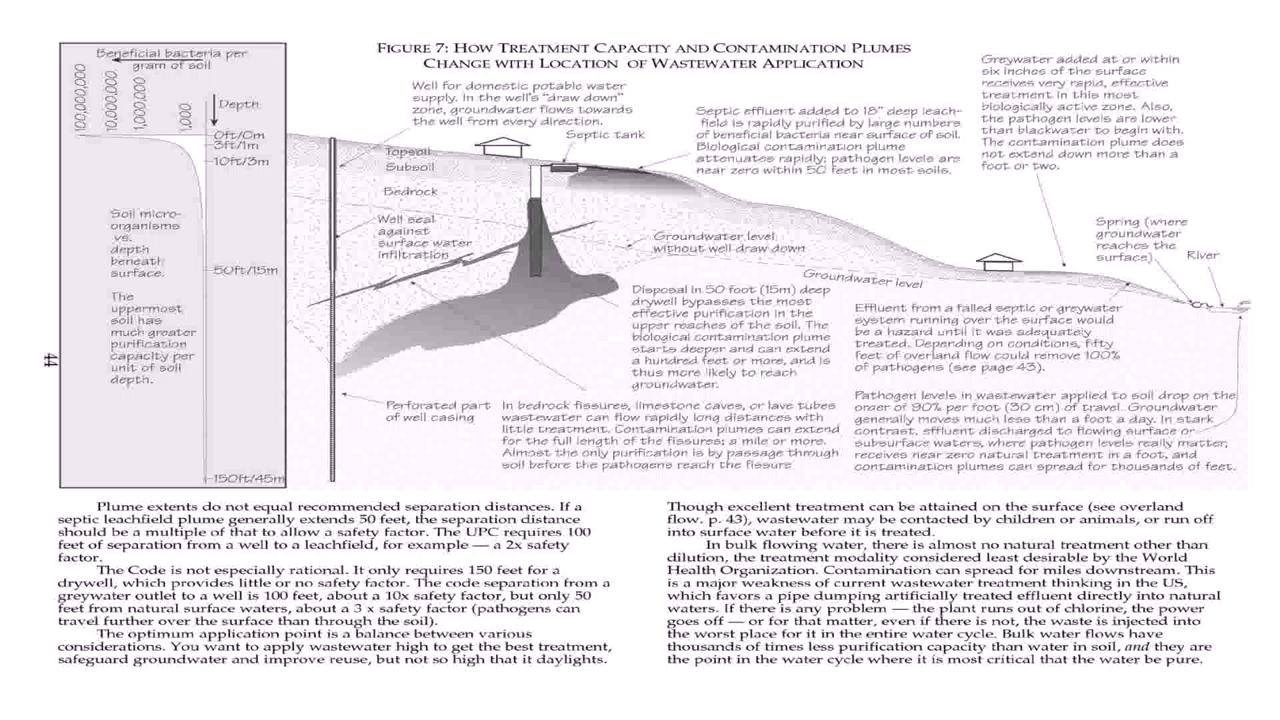 FIGURE 7: HOW TREATMENT CAPACITY AND CONTAMINATION PLUMES
CHANGE WITH LOCATION OF WASTEWATER APPLICATION
Beneficial bacteria per
gram of soil
100,000,000
10,000,000
1,000,000
1,000
Depth:
0ft/0m
3ft/1m
10ft/3m
50ft/15m
150ft/45m
Soil micro-
organisms
vs.
depth
beneath
surface.
The
uppermost
soil has
much greater
purification
capacity per
unit of soil
depth.
44
Well for domestic potable water
supply. In the well's "draw down"
zone, groundwater flows towards
the well from every direction.
Septic tank
Topsoil
Subsoil
Bedrock
Well seal
against
surface water
infiltration
Septic effluent added to 18" deep leach-
field is rapidly purified by large numbers
of beneficial bacteria near surface of soil.
Biological contamination plume
attenuates rapidly; pathogen levels are
near zero within 50 feet in most soils.
Greywater added at or within
six inches of the surface
receives very rapid, effective
treatment in this most
biologically active zone. Also,
the pathogen levels are lower
than blackwater to begin with.
The contamination plume does
not extend down more than a
foot or two.
Groundwater level
without well draw down
Groundwater level
Spring (where
groundwater
reaches the
surface)
River
Disposal in 50 foot (15m) deep
drywell bypasses the most
effective purification in the
upper reaches of the soil. The
biological contamination plume
starts deeper and can extend
a hundred feet or more, and is
thus more likely to reach
groundwater.
Effluent from a failed septic or greywater
system running over the surface would
be a hazard until it was adequately
treated. Depending on conditions, fifty
feet of overland flow could remove 100%
of pathogens (see page 43).
Perforated part
of well casing
In bedrock fissures, limestone caves, or lave tubes
wastewater can flow rapidly long distances with
little treatment. Contamination plumes can extend
for the full length of the fissures; a mile or more.
Almost the only purification is by passage through
soil before the pathogens reach the fissure
Pathogen levels in wastewater applied to soil drop on the
order of 90% per foot (30 cm) of travel. Groundwater
generally moves much less than a foot a day. In stark
contrast, effluent discharged to flowing surface or
subsurface waters, where pathogen levels really matter,
receives near zero natural treatment in a foot, and
contamination plumes can spread for thousands of feet.
Plume extents do not equal recommended separation distances. If a
septic leachfield plume generally extends 50 feet, the separation distance
should be a multiple of that to allow a safety factor. The UPC requires 100
feet of separation from a well to a leachfield, for example — a 2x safety
factor.
The Code is not especially rational. It only requires 150 feet for a
drywell, which provides little or no safety factor. The code separation from a
greywater outlet to a well is 100 feet, about a 10x safety factor, but only 50
feet from natural surface waters, about a 3 x safety factor (pathogens can
travel further over the surface than through the soil).
The optimum application point is a balance between various
considerations. You want to apply wastewater high to get the best treatment,
safeguard groundwater and improve reuse, but not so high that it daylights.
Though excellent treatment can be attained on the surface (see overland
flow. p. 43), wastewater may be contacted by children or animals, or run off
into surface water before it is treated.
In bulk flowing water, there is almost no natural treatment other than
dilution, the treatment modality considered least desirable by the World
Health Organization. Contamination can spread for miles downstream. This
is a major weakness of current wastewater treatment thinking in the US,
which favors a pipe dumping artificially treated effluent directly into natural
waters. If there is any problem — the plant runs out of chlorine, the power
goes off — or for that matter, even if there is not, the waste is injected into
the worst place for it in the entire water cycle. Bulk water flows have
thousands of times less purification capacity than water in soil, and they are
the point in the water cycle where it is most critical that the water be pure.